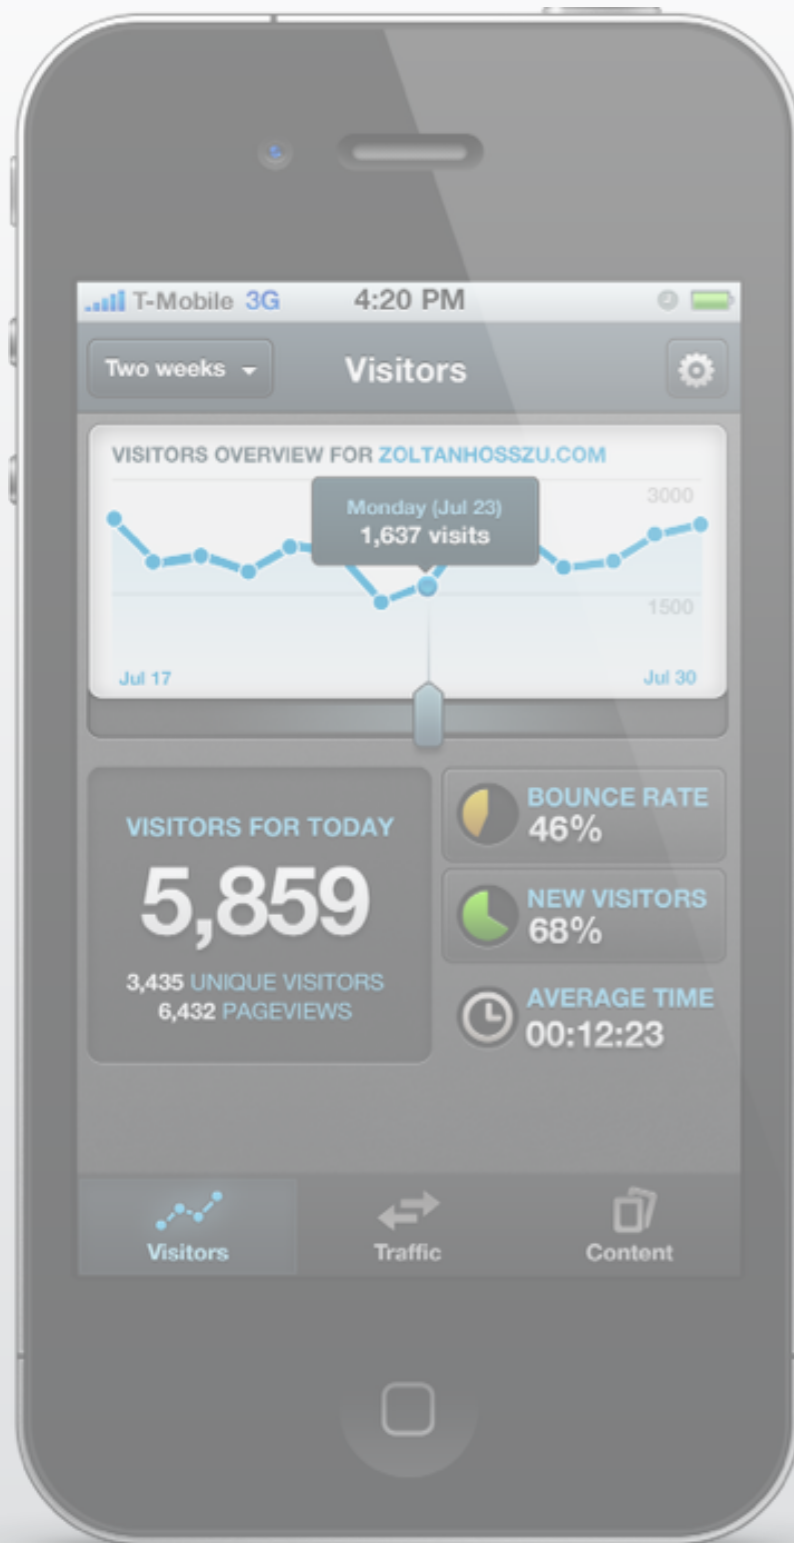 T-Mobile 3G 4:20 PM
Two weeks Visitors
VISITORS OVERVIEW FOR ZOLTANHOSSZU.COM
3000
Monday (Jul 23)
1,637 visits
1500
Jul 17 Jul 30
VISITORS FOR TODAY
5,859
3,435 UNIQUE VISITORS
6,432 PAGEVIEWS
BOUNCE RATE
46%
NEW VISITORS
68%
AVERAGE TIME
00:12:23
Visitors Traffic Content